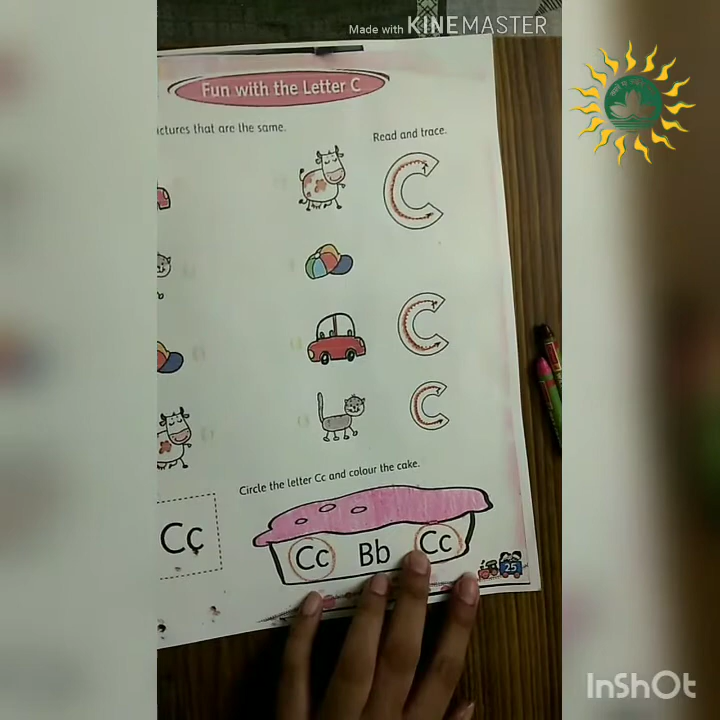 Made with KINEMASTER
Fun with the Letter C
ictures that are the same.
Read and trace.
C
C
C
Circle the letter Cc and colour the cake.
Cc
Cc Bb Cc
25
InShOt